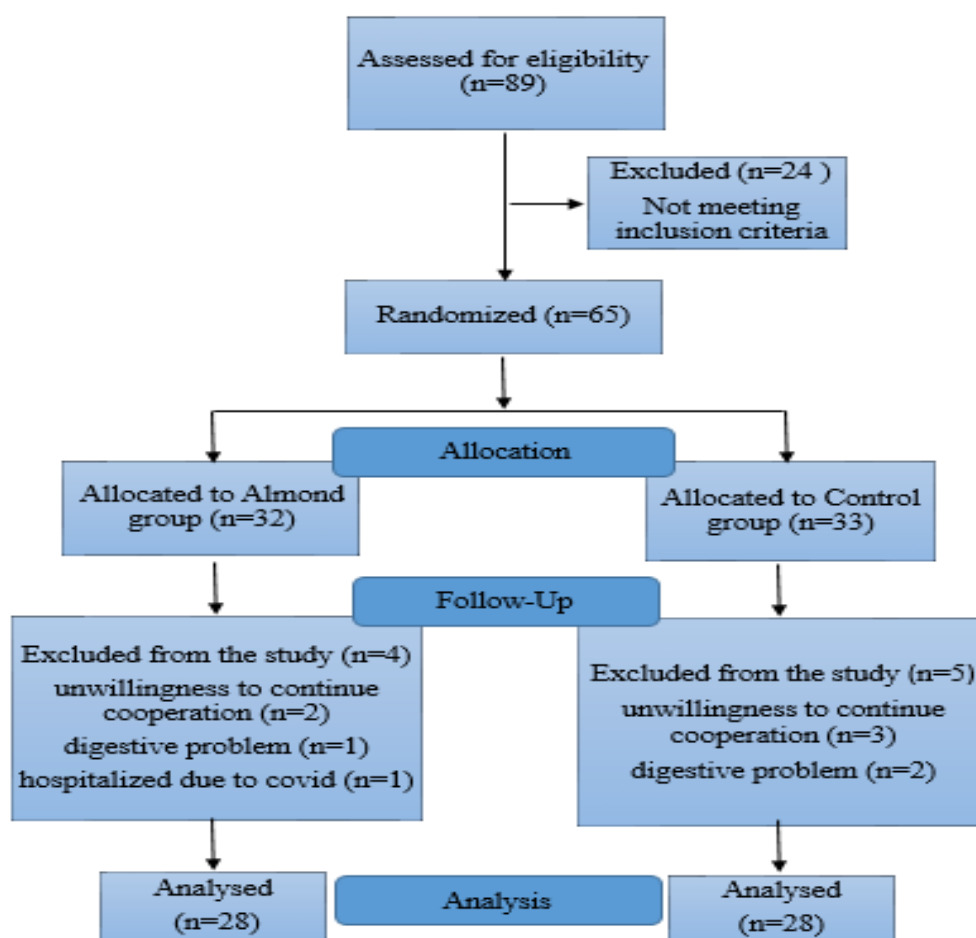 Assessed for eligibility
(n=89)
Excluded (n=24 )
Not meeting
inclusion criteria
Randomized (n=65)
Allocation
Allocated to Almond
group (n=32)
Allocated to Control
group (n=33)
Follow-Up
Excluded from the study (n=4)
unwillingness to continue
cooperation (n=2)
digestive problem (n=1)
hospitalized due to covid (n=1)
Excluded from the study (n=5)
unwillingness to continue
cooperation (n=3)
digestive problem (n=2)
Analysed
(n=28)
Analysis
Analysed
(n=28)